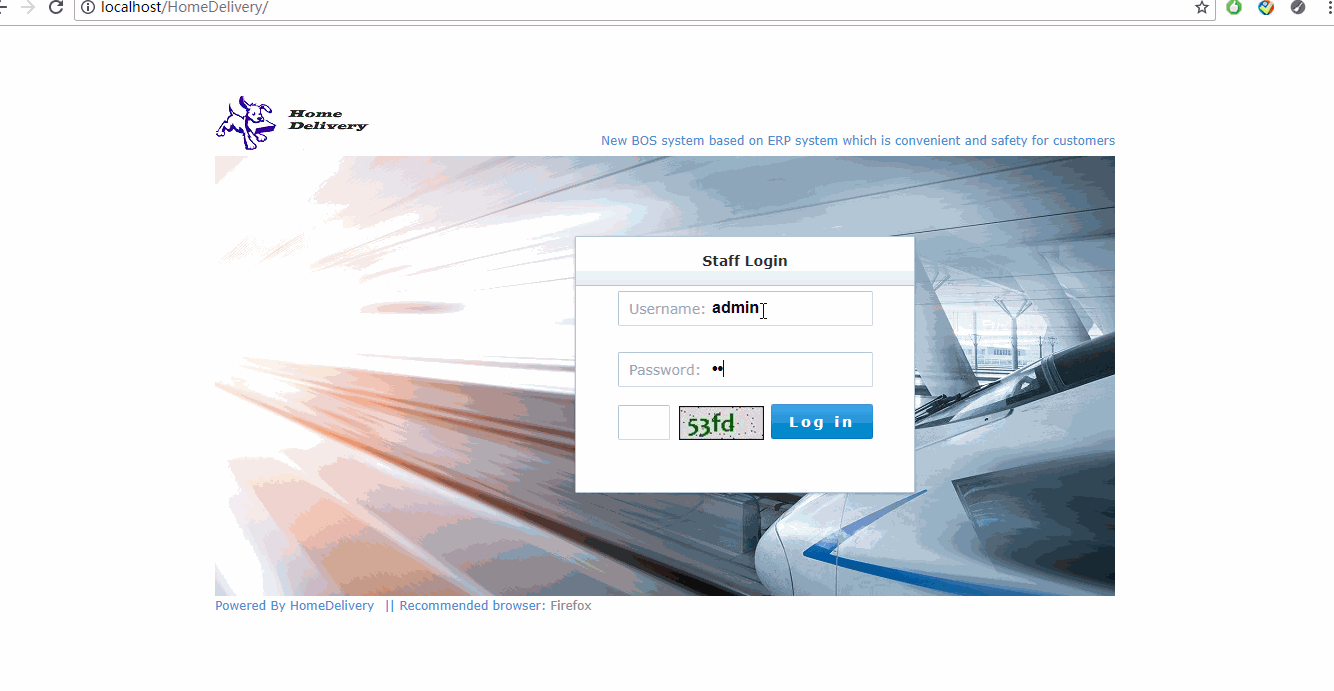 localhost/HomeDelivery/
Home
Delivery
New BOS system based on ERP system which is convenient and safety for customers
Staff Login
Username: admin
Password: ••
53fd Log in
Powered By HomeDelivery || Recommended browser: Firefox